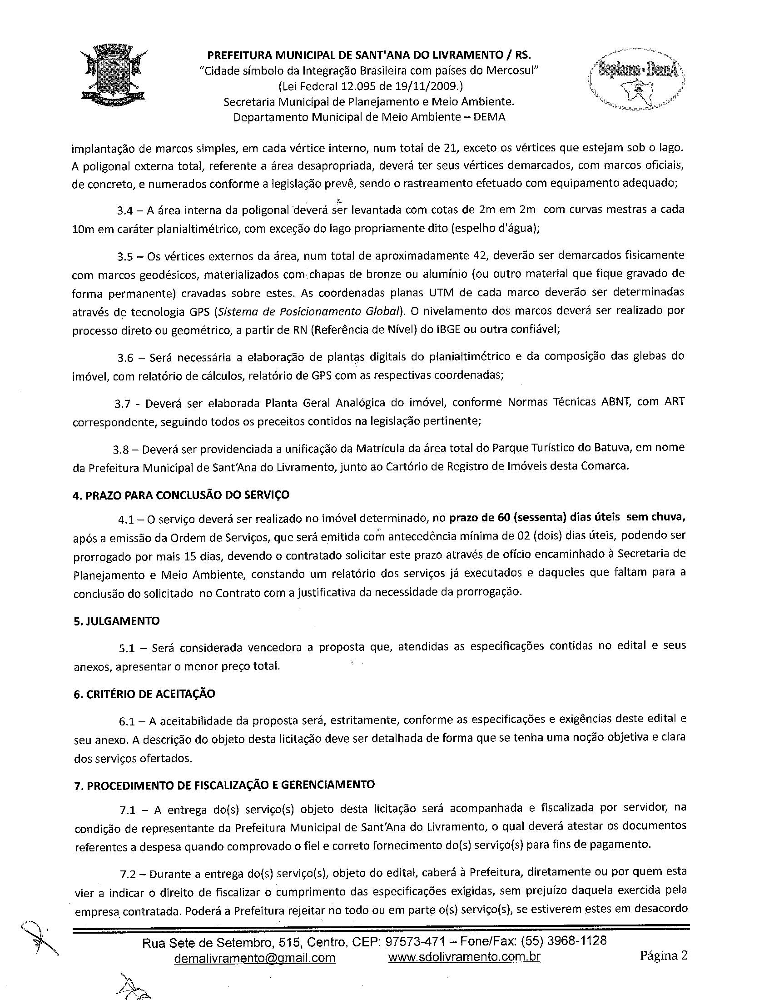 PREFEITURA MUNICIPAL DE SANT'ANA DO LIVRAMENTO / RS.
"Cidade símbolo da Integração Brasileira com países do Mercosul"
(Lei Federal 12.095 de 19/11/2009.)
Secretaria Municipal de Planejamento e Meio Ambiente.
Departamento Municipal de Meio Ambiente – DEMA
Seplama - DemA
implantação de marcos simples, em cada vértice interno, num total de 21, exceto os vértices que estejam sob o lago.
A poligonal externa total, referente a área desapropriada, deverá ter seus vértices demarcados, com marcos oficiais,
de concreto, e numerados conforme a legislação prevê, sendo o rastreamento efetuado com equipamento adequado;
3.4 – A área interna da poligonal deverá ser levantada com cotas de 2m em 2m com curvas mestras a cada
10m em caráter planialtimétrico, com exceção do lago propriamente dito (espelho d'água);
3.5 – Os vértices externos da área, num total de aproximadamente 42, deverão ser demarcados fisicamente
com marcos geodésicos, materializados com chapas de bronze ou alumínio (ou outro material que fique gravado de
forma permanente) cravadas sobre estes. As coordenadas planas UTM de cada marco deverão ser determinadas
através de tecnologia GPS (Sistema de Posicionamento Global). O nivelamento dos marcos deverá ser realizado por
processo direto ou geométrico, a partir de RN (Referência de Nível) do IBGE ou outra confiável;
3.6 – Será necessária a elaboração de plantas digitais do planialtimétrico e da composição das glebas do
imóvel, com relatório de cálculos, relatório de GPS com as respectivas coordenadas;
3.7 - Deverá ser elaborada Planta Geral Analógica do imóvel, conforme Normas Técnicas ABNT, com ART
correspondente, seguindo todos os preceitos contidos na legislação pertinente;
3.8 – Deverá ser providenciada a unificação da Matrícula da área total do Parque Turístico do Batuva, em nome
da Prefeitura Municipal de Sant'Ana do Livramento, junto ao Cartório de Registro de Imóveis desta Comarca.
4. PRAZO PARA CONCLUSÃO DO SERVIÇO
4.1 – O serviço deverá ser realizado no imóvel determinado, no prazo de 60 (sessenta) dias úteis sem chuva,
após a emissão da Ordem de Serviços, que será emitida com antecedência mínima de 02 (dois) dias úteis, podendo ser
prorrogado por mais 15 dias, devendo o contratado solicitar este prazo através de ofício encaminhado à Secretaria de
Planejamento e Meio Ambiente, constando um relatório dos serviços já executados e daqueles que faltam para a
conclusão do solicitado no Contrato com a justificativa da necessidade da prorrogação.
5. JULGAMENTO
5.1 – Será considerada vencedora a proposta que, atendidas as especificações contidas no edital e seus
anexos, apresentar o menor preço total.
6. CRITÉRIO DE ACEITAÇÃO
6.1 – A aceitabilidade da proposta será, estritamente, conforme as especificações e exigências deste edital e
seu anexo. A descrição do objeto desta licitação deve ser detalhada de forma que se tenha uma noção objetiva e clara
dos serviços ofertados.
7. PROCEDIMENTO DE FISCALIZAÇÃO E GERENCIAMENTO
7.1 – A entrega do(s) serviço(s) objeto desta licitação será acompanhada e fiscalizada por servidor, na
condição de representante da Prefeitura Municipal de Sant'Ana do Livramento, o qual deverá atestar os documentos
referentes a despesa quando comprovado o fiel e correto fornecimento do(s) serviço(s) para fins de pagamento.
7.2 – Durante a entrega do(s) serviço(s), objeto do edital, caberá à Prefeitura, diretamente ou por quem esta
vier a indicar o direito de fiscalizar o cumprimento das especificações exigidas, sem prejuízo daquela exercida pela
empresa contratada. Poderá a Prefeitura rejeitar no todo ou em parte o(s) serviço(s), se estiverem estes em desacordo
Rua Sete de Setembro, 515, Centro, CEP: 97573-471 – Fone/Fax: (55) 3968-1128
demalivramento@gmail.com www.sdolivramento.com.br
Página 2